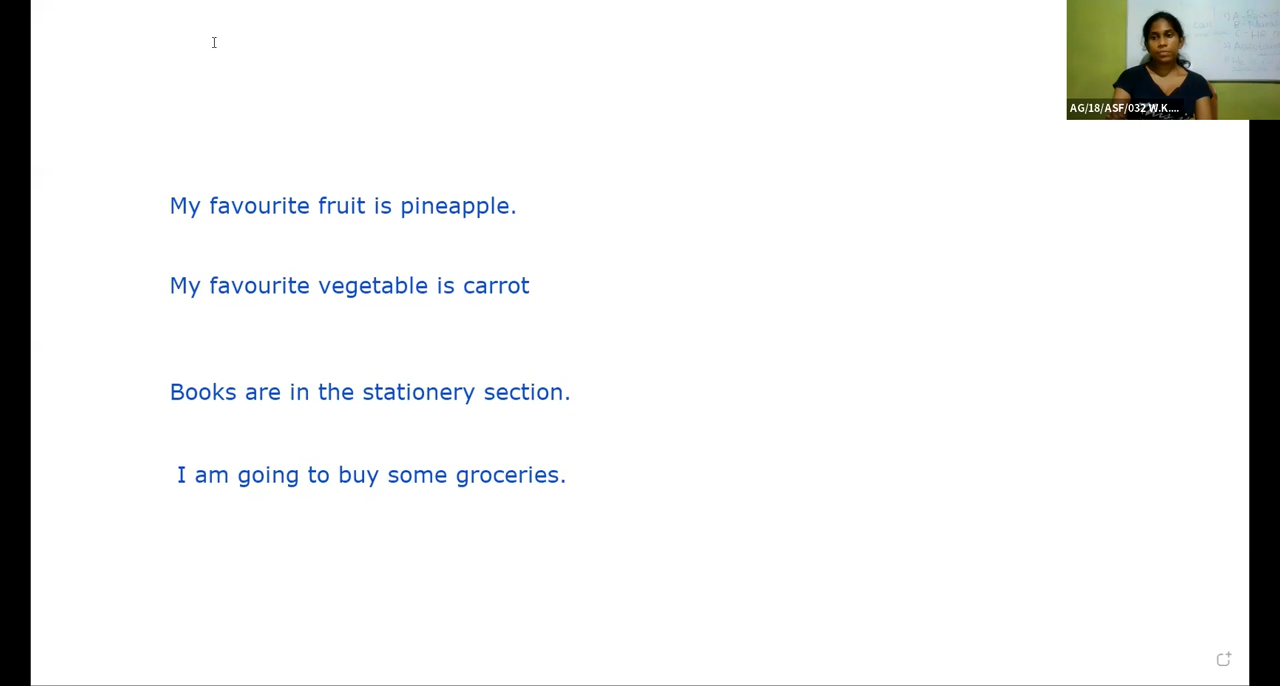 AG/18/ASF/032 W.K....
My favourite fruit is pineapple.
My favourite vegetable is carrot
Books are in the stationery section.
I am going to buy some groceries.